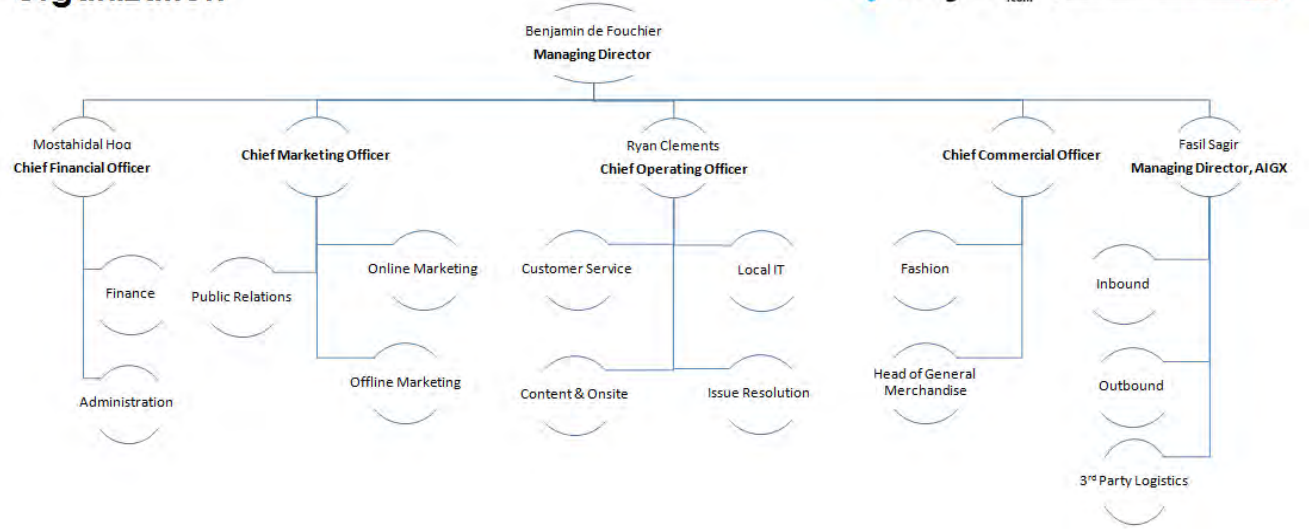 Organization
Benjamin de Fouchier
Managing Director
Mostahidal Hoq
Chief Financial Officer
Chief Marketing Officer
Ryan Clements
Chief Operating Officer
Chief Commercial Officer
Fasil Sagir
Managing Director, AIGX
Finance
Administration
Public Relations
Online Marketing
Offline Marketing
Customer Service
Local IT
Content & Onsite
Issue Resolution
Fashion
Head of General
Merchandise
Inbound
Outbound
3rd Party Logistics